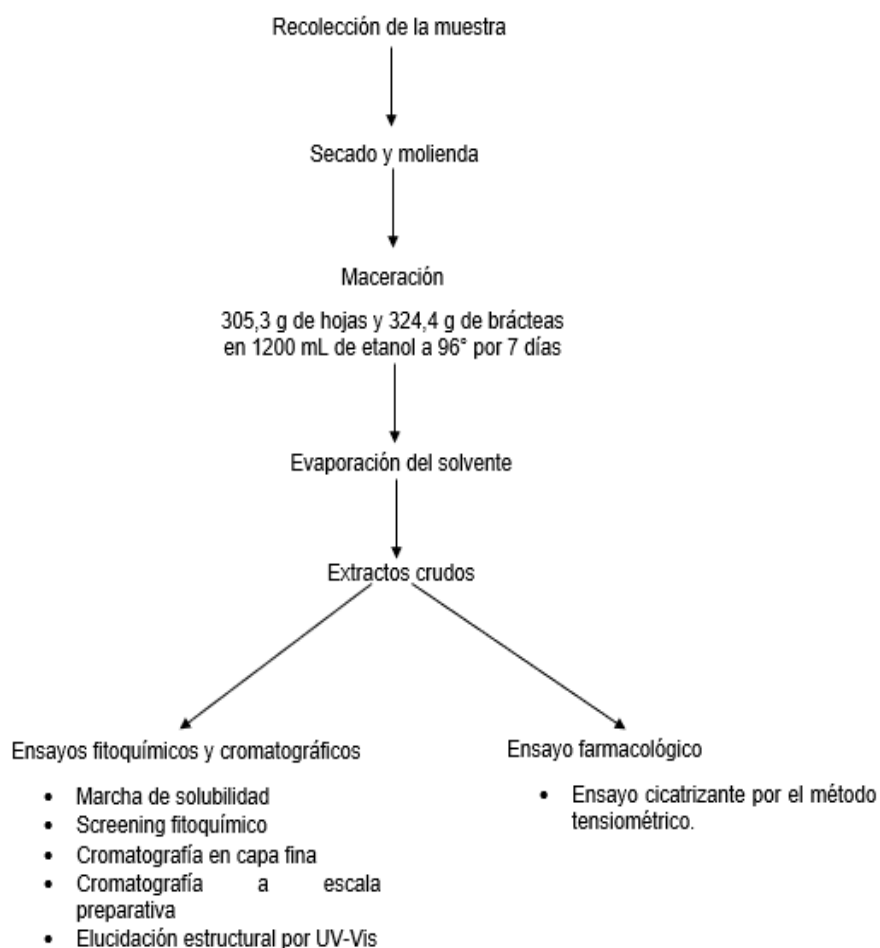 Recolección de la muestra
Secado y molienda
Maceración
305,3 g de hojas y 324,4 g de brácteas
en 1200 mL de etanol a 96° por 7 días
Evaporación del solvente
Extractos crudos
Ensayos fitoquímicos y cromatográficos
• Marcha de solubilidad
• Screening fitoquímico
• Cromatografía en capa fina
• Cromatografía a escala
preparativa
• Elucidación estructural por UV-Vis
Ensayo farmacológico
• Ensayo cicatrizante por el método
tensiométrico.